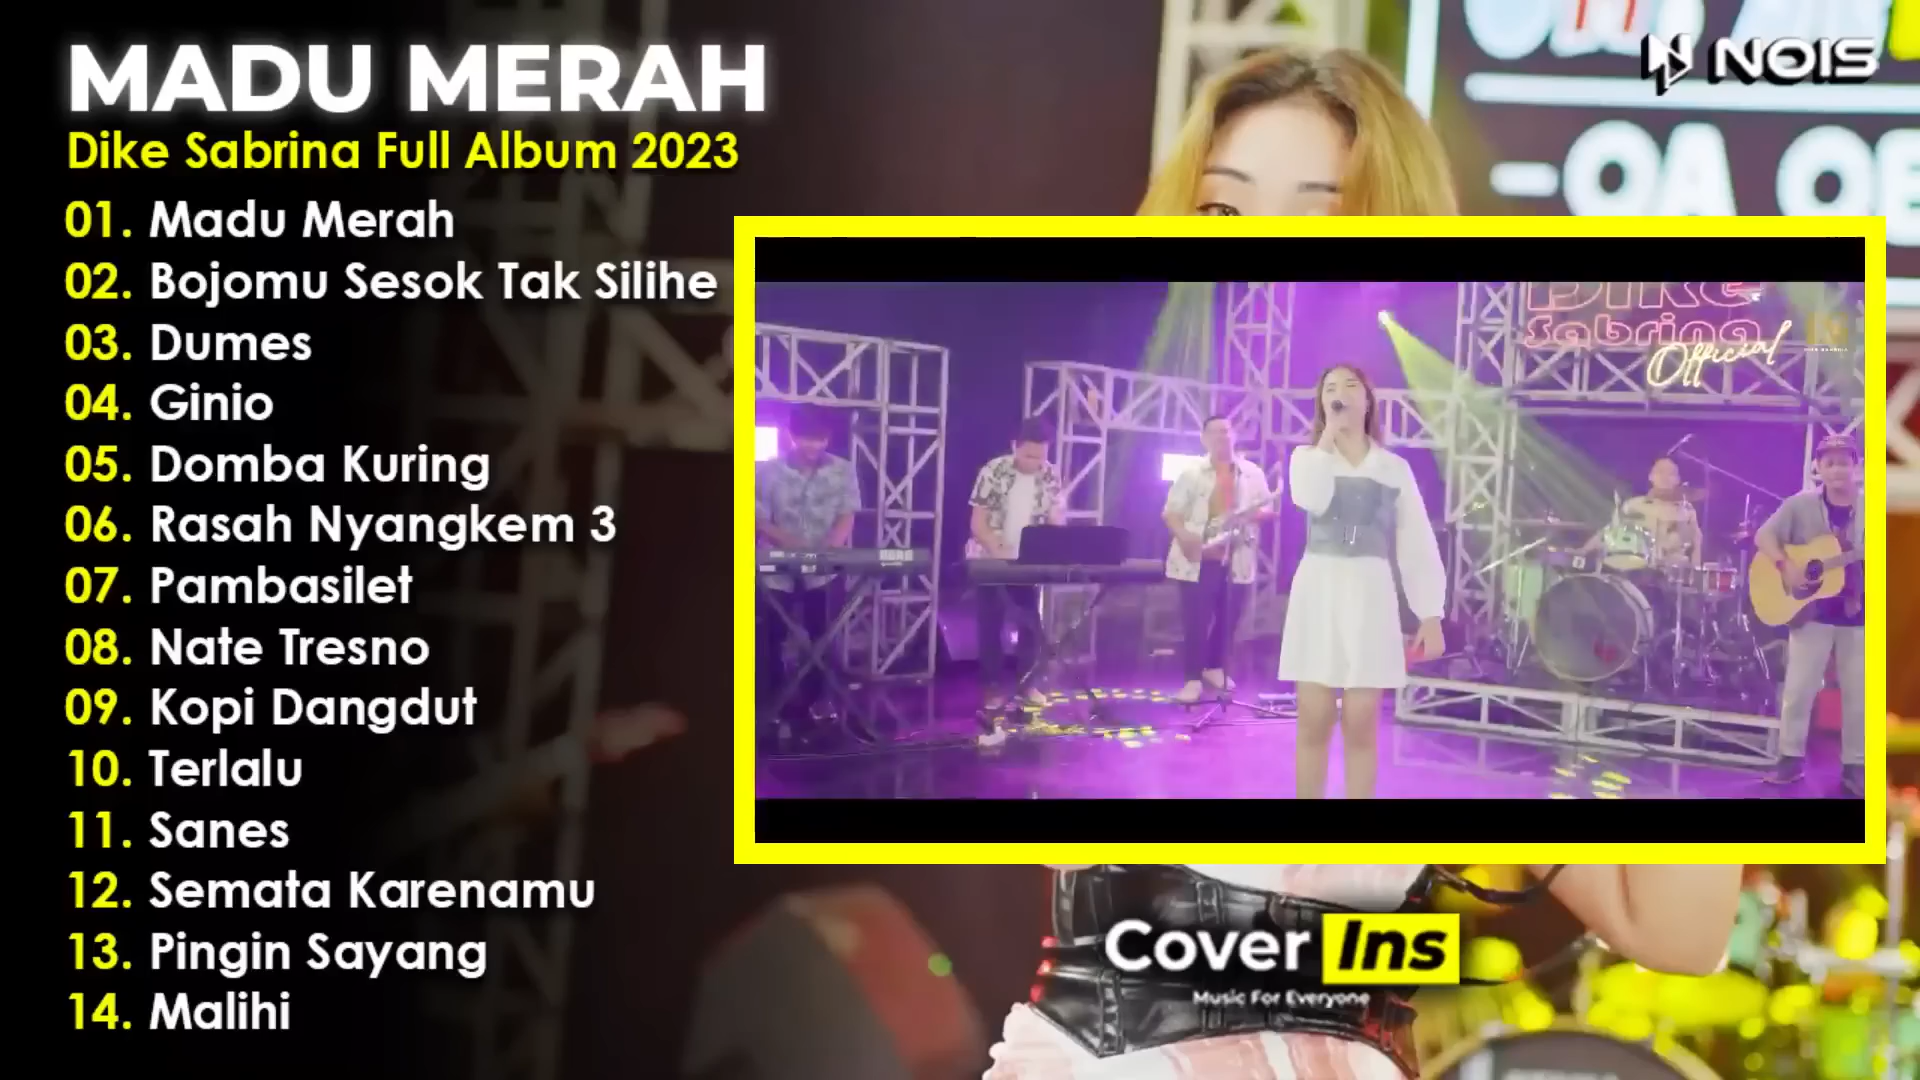 MADU MERAH
Dike Sabrina Full Album 2023
01. Madu Merah
02. Bojomu Sesok Tak Silihe
03. Dumes
04. Ginio
05. Domba Kuring
06. Rasah Nyangkem 3
07. Pambasilet
08. Nate Tresno
09. Kopi Dangdut
10. Terlalu
11. Sanes
12. Semata Karenamu
13. Pingin Sayang
14. Malihi
NOIS
Dike
Sabrina
Official
Cover Ins
Music For Everyone